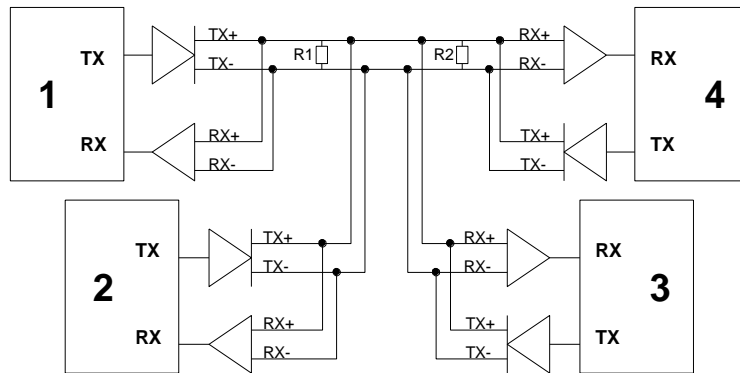 TX
TX+
TX-
R1
R2
RX+
RX-
RX
1
4
RX
RX+
RX-
TX+
TX-
TX
TX
TX+
TX-
RX+
RX-
RX
2
3
RX
RX+
RX-
TX+
TX-
TX